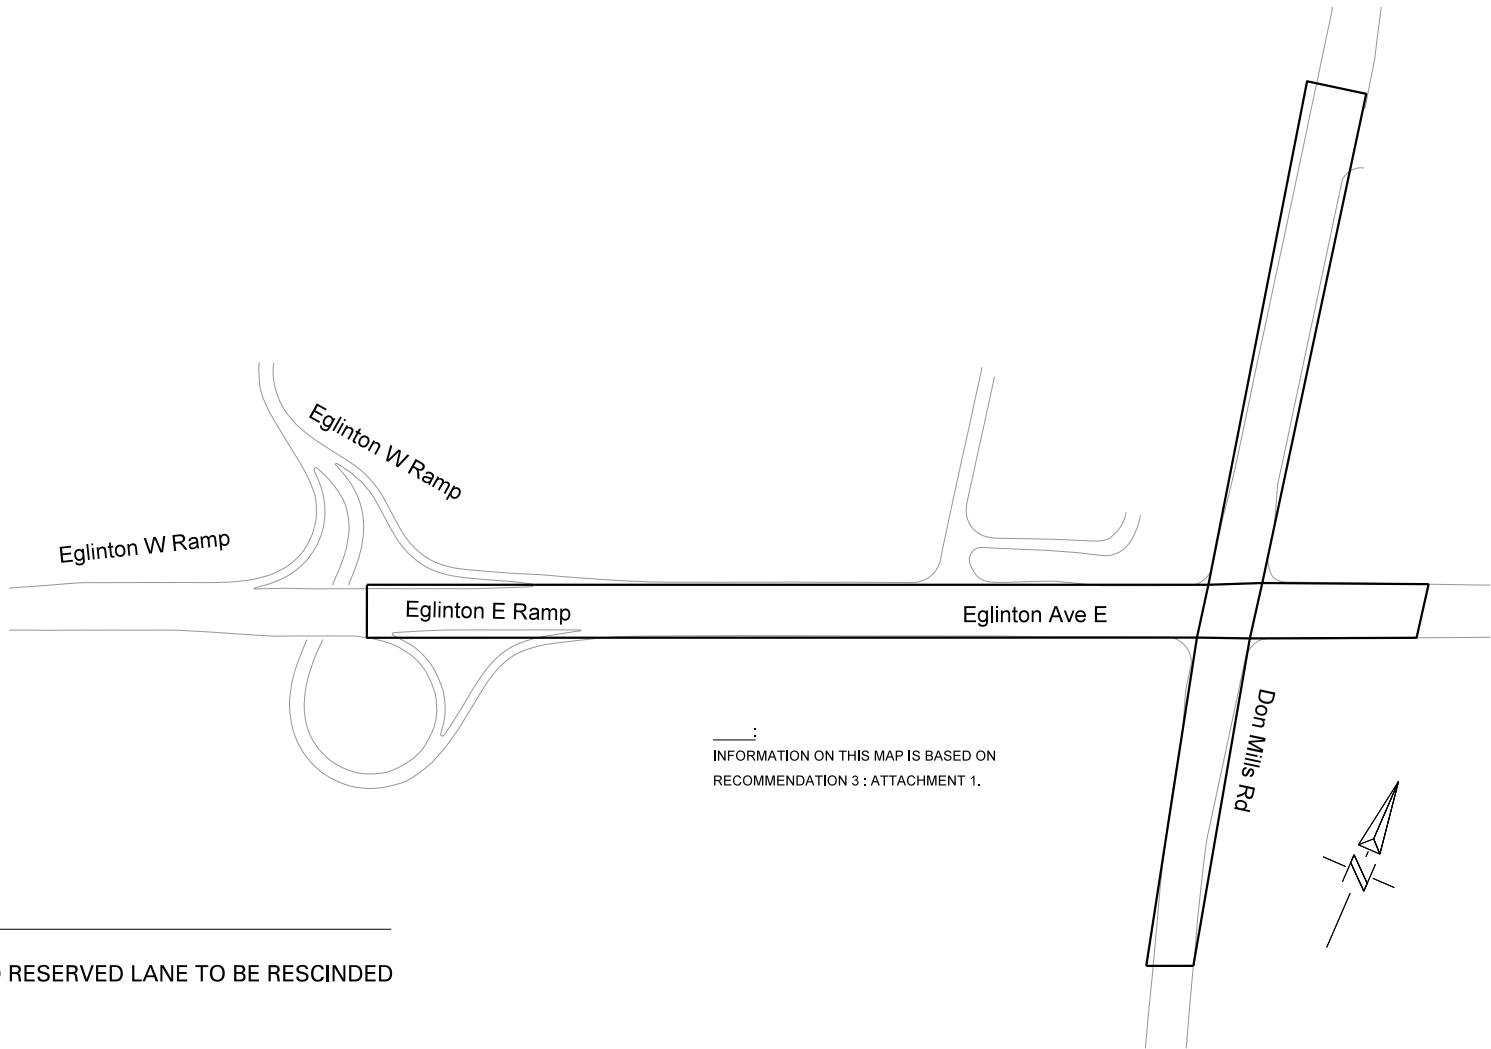 Eglinton W Ramp
Eglinton W Ramp
Eglinton E Ramp
Eglinton Ave E
Don Mills Rd
:
INFORMATION ON THIS MAP IS BASED ON
RECOMMENDATION 3 : ATTACHMENT 1.
N
RESERVED LANE TO BE RESCINDED